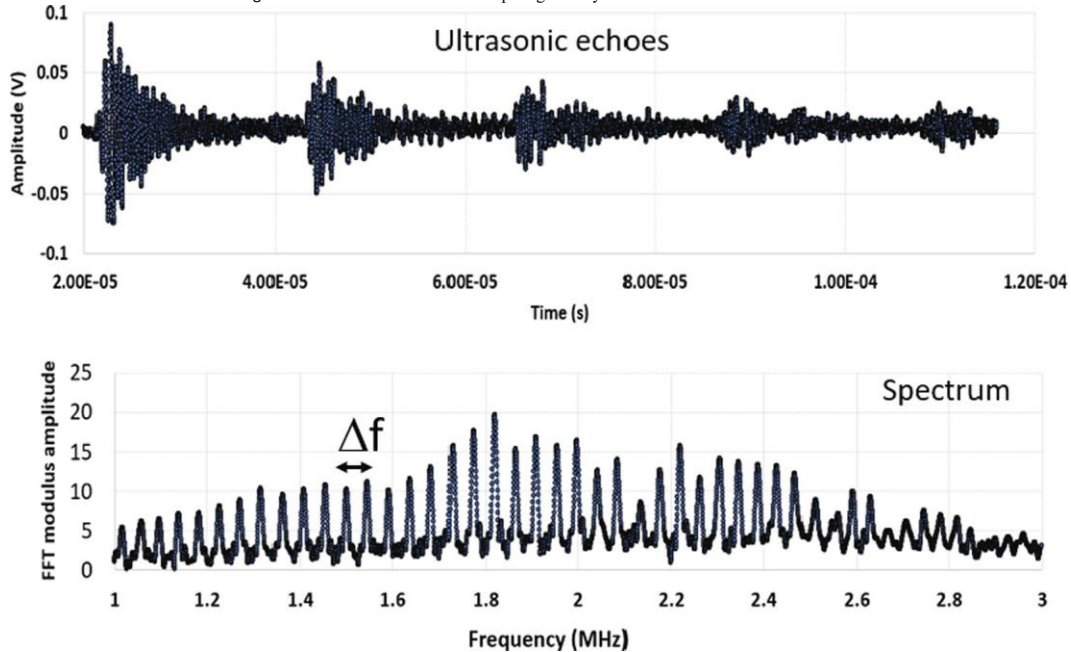 0.1
Ultrasonic echoes
0.05
0
-0.05
-0.1
Amplitude (V)
2.00E-05 4.00E-05 6.00E-05 8.00E-05 1.00E-04 1.20E-04
Time (s)
25
20
15
10
5
0
FFT modulus amplitude
Spectrum
Δf
1 1.2 1.4 1.6 1.8 2 2.2 2.4 2.6 2.8 3
Frequency (MHz)